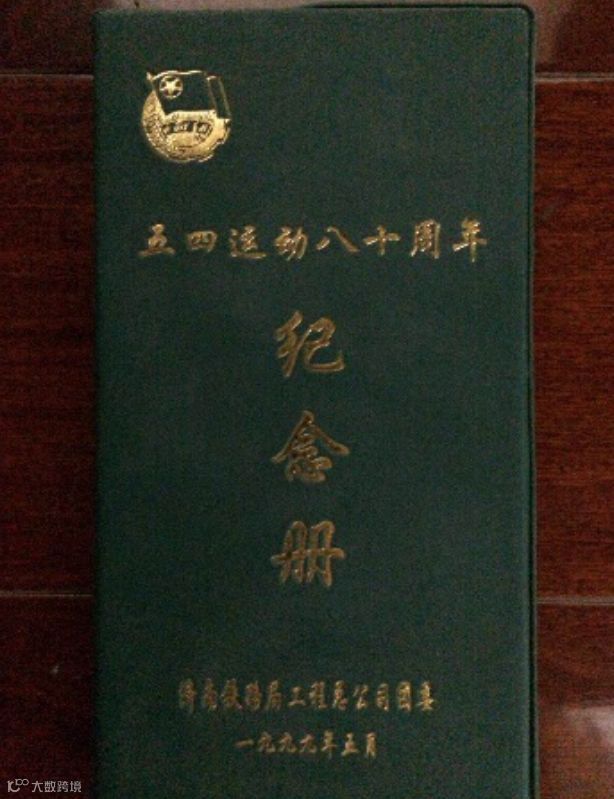 五四运动八十周年
纪
念
册
济南铁路局工程总公司团委
一九九九年五月
大数跨境